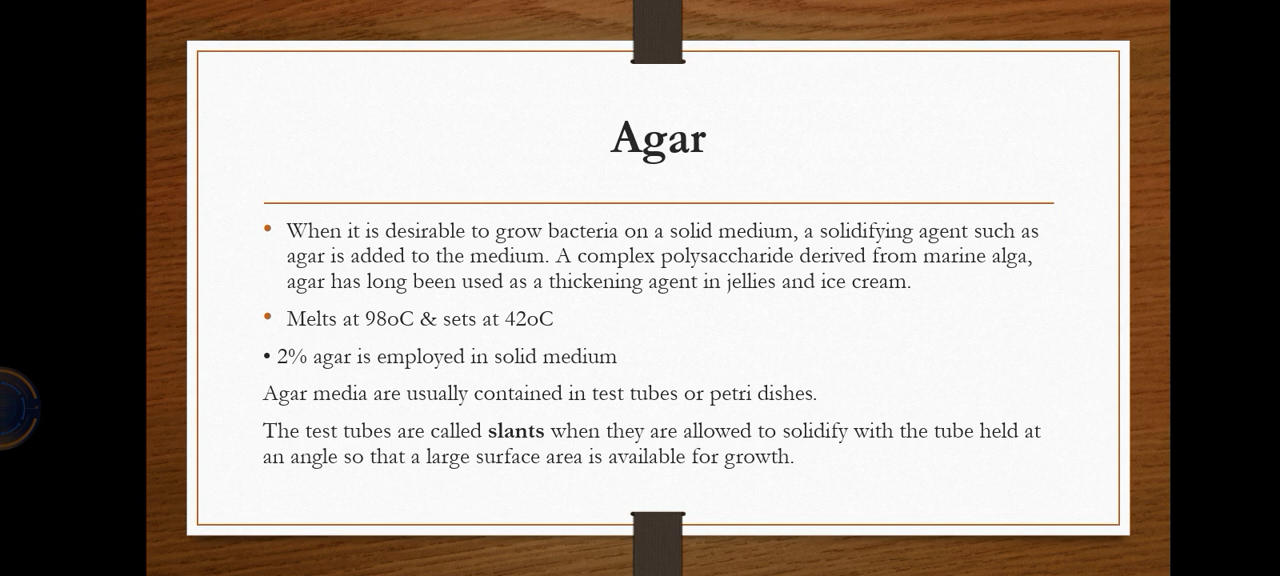 Agar
• When it is desirable to grow bacteria on a solid medium, a solidifying agent such as
agar is added to the medium. A complex polysaccharide derived from marine alga,
agar has long been used as a thickening agent in jellies and ice cream.
• Melts at 98oC & sets at 42oC
• 2% agar is employed in solid medium
Agar media are usually contained in test tubes or petri dishes.
The test tubes are called slants when they are allowed to solidify with the tube held at
an angle so that a large surface area is available for growth.